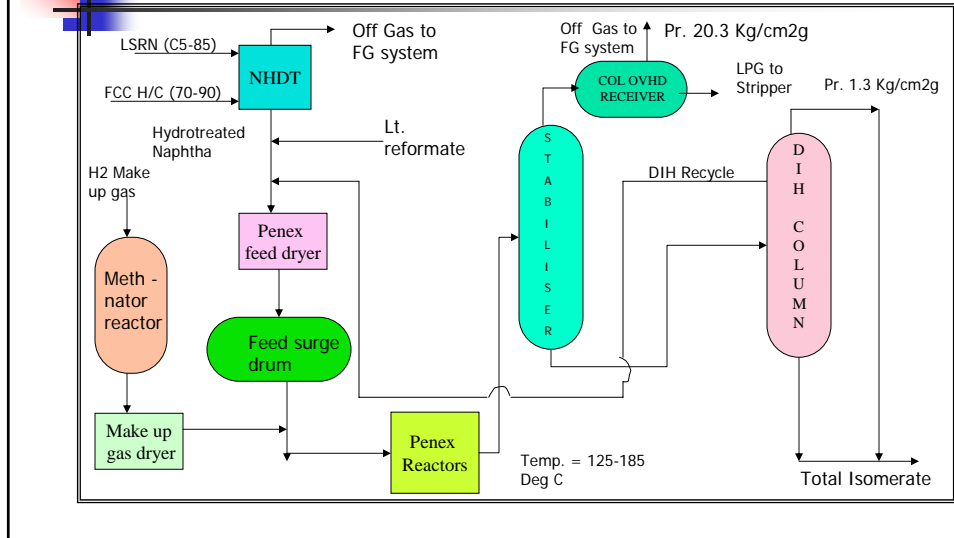 LSRN (C5-85)
FCC H/C (70-90)
NHDT
Off Gas to
FG system
Hydrotreated
Naphtha
Lt.
reformate
H2 Make
up gas
Meth -
nator
reactor
Make up
gas dryer
Penex
feed dryer
Feed surge
drum
Penex
Reactors
Temp. = 125-185
Deg C
S
T
A
B
I
L
I
S
E
R
Off Gas to
FG system
Pr. 20.3 Kg/cm2g
COL OVHD
RECEIVER
LPG to
Stripper
Pr. 1.3 Kg/cm2g
DIH Recycle
D
I
H
C
O
L
U
M
N
Total Isomerate